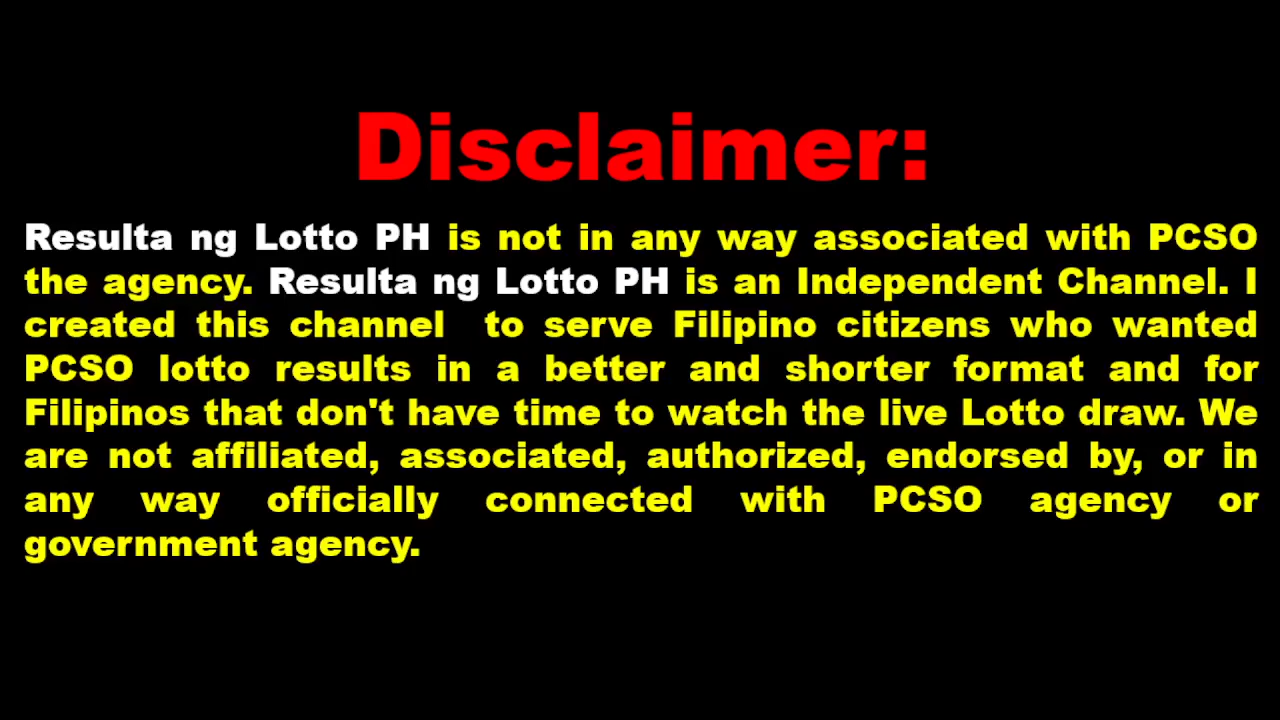 Disclaimer:
Resulta ng Lotto PH is not in any way associated with PCSO
the agency. Resulta ng Lotto PH is an Independent Channel. I
created this channel  to serve Filipino citizens who wanted
PCSO lotto results in a better and shorter format and for
Filipinos that don't have time to watch the live Lotto draw. We
are not affiliated, associated, authorized, endorsed by, or in
any way officially connected with PCSO agency or
government agency.